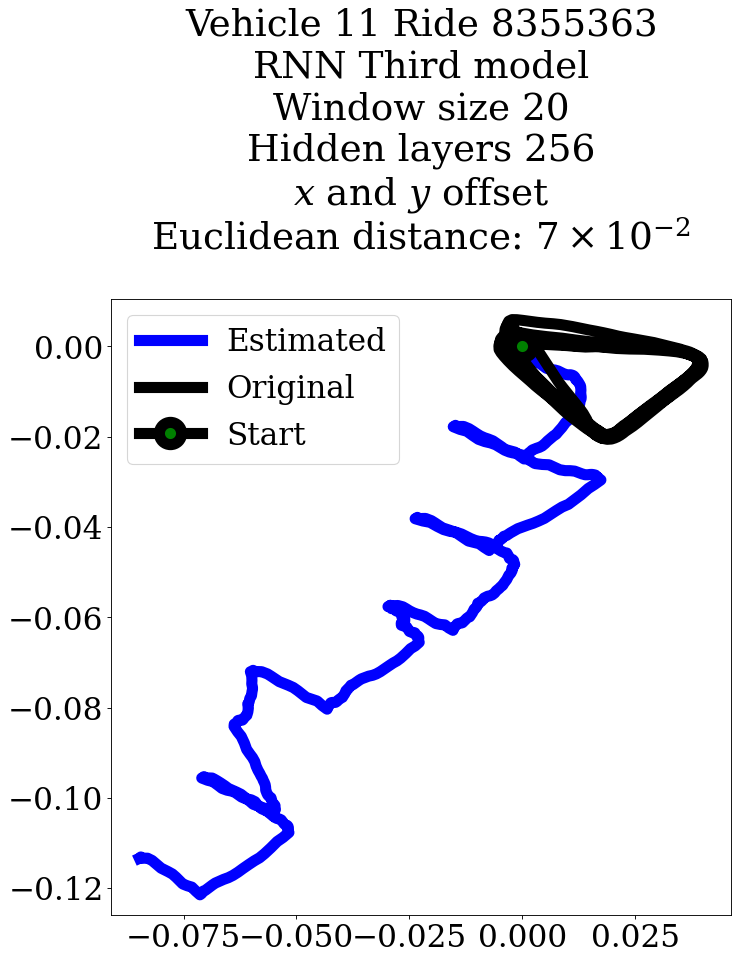 Vehicle 11 Ride 8355363
RNN Third model
Window size 20
Hidden layers 256
x and y offset
Euclidean distance: 7 × 10⁻²
Estimated
Original
Start
0.00
−0.02
−0.04
−0.06
−0.08
−0.10
−0.12
−0.075 −0.050 −0.025 0.000 0.025